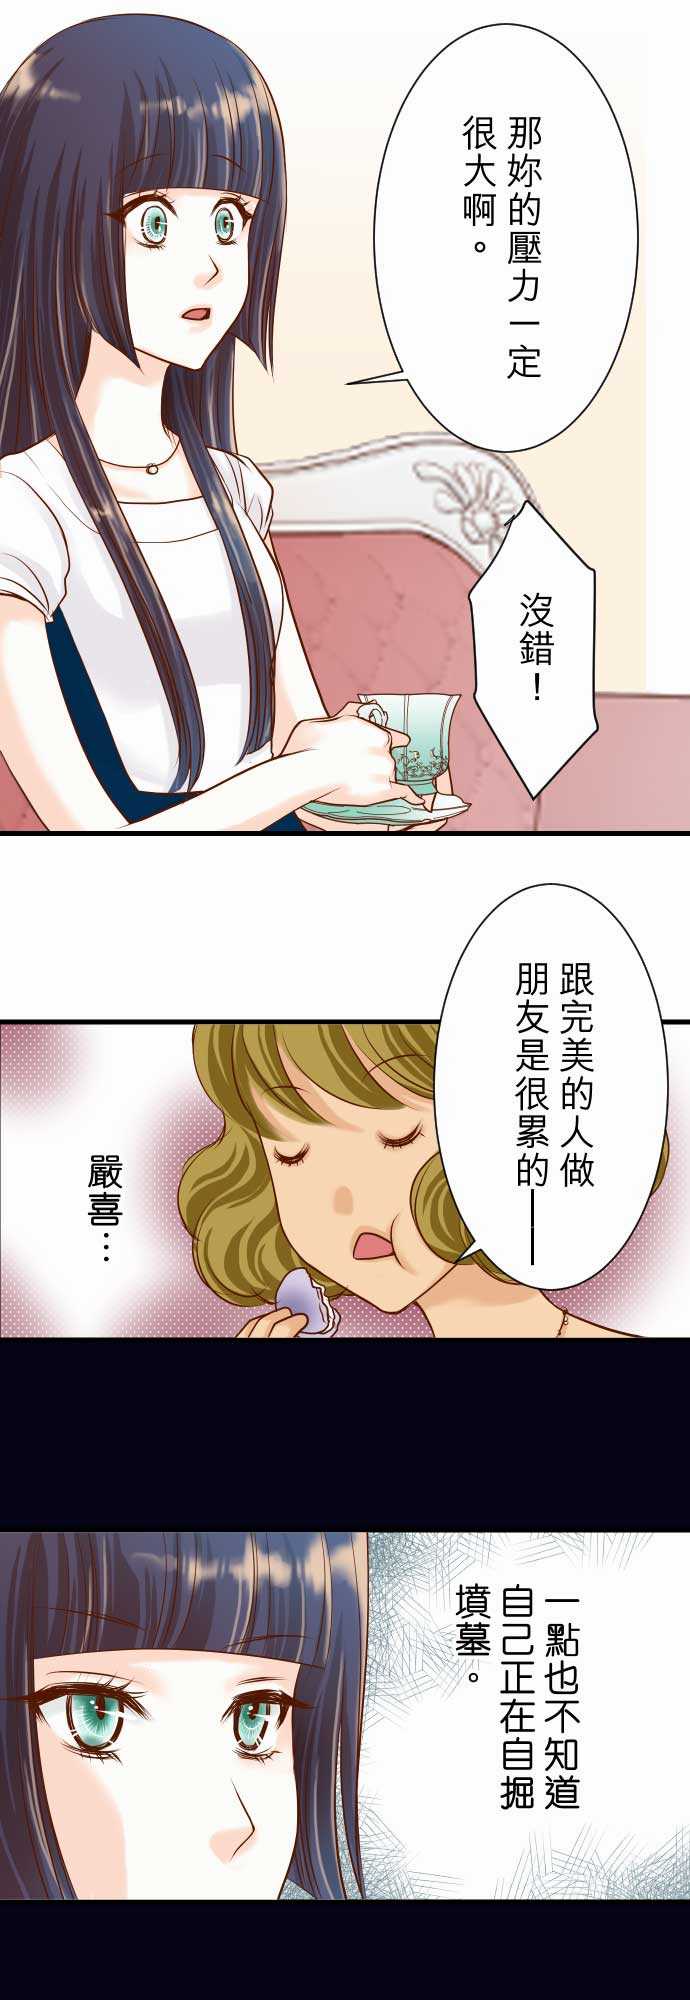 那妳的壓力一定
很大啊。
沒錯！
跟完美的人做
朋友是很累的——
嚴喜…
一點也不知道
自己正在自掘
墳墓。